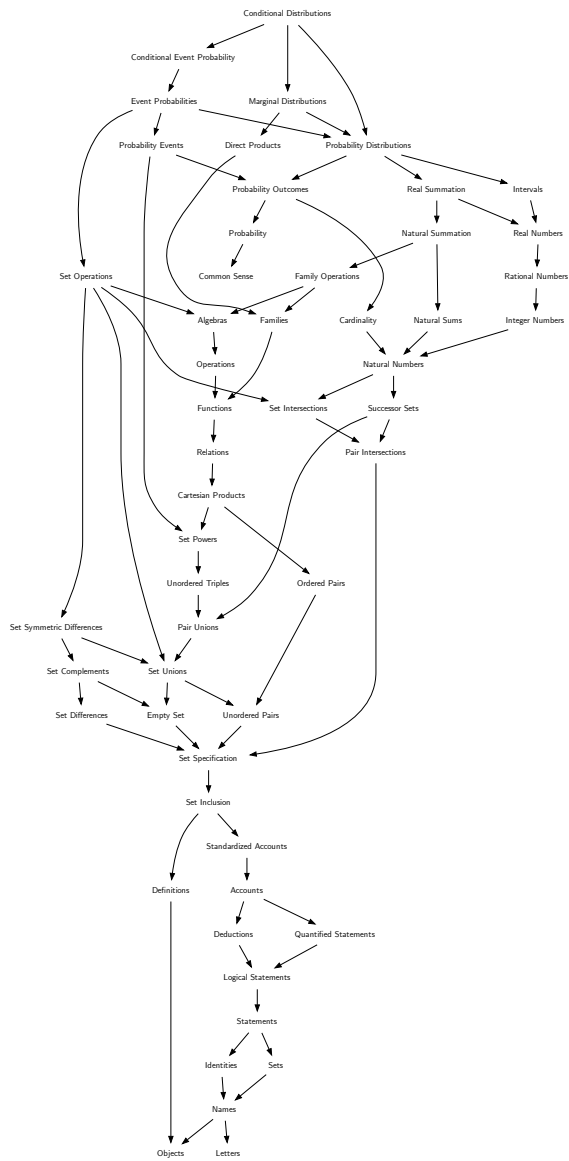 Conditional Distributions
Conditional Event Probability
Event Probabilities
Marginal Distributions
Probability Events
Direct Products
Probability Distributions
Probability Outcomes
Real Summation
Intervals
Probability
Natural Summation
Real Numbers
Set Operations
Common Sense
Family Operations
Rational Numbers
Algebras
Families
Cardinality
Natural Sums
Integer Numbers
Operations
Natural Numbers
Functions
Set Intersections
Successor Sets
Relations
Pair Intersections
Cartesian Products
Set Powers
Unordered Triples
Ordered Pairs
Set Symmetric Differences
Pair Unions
Set Complements
Set Unions
Set Differences
Empty Set
Unordered Pairs
Set Specification
Set Inclusion
Standardized Accounts
Definitions
Accounts
Deductions
Quantified Statements
Logical Statements
Statements
Identities
Sets
Names
Objects
Letters